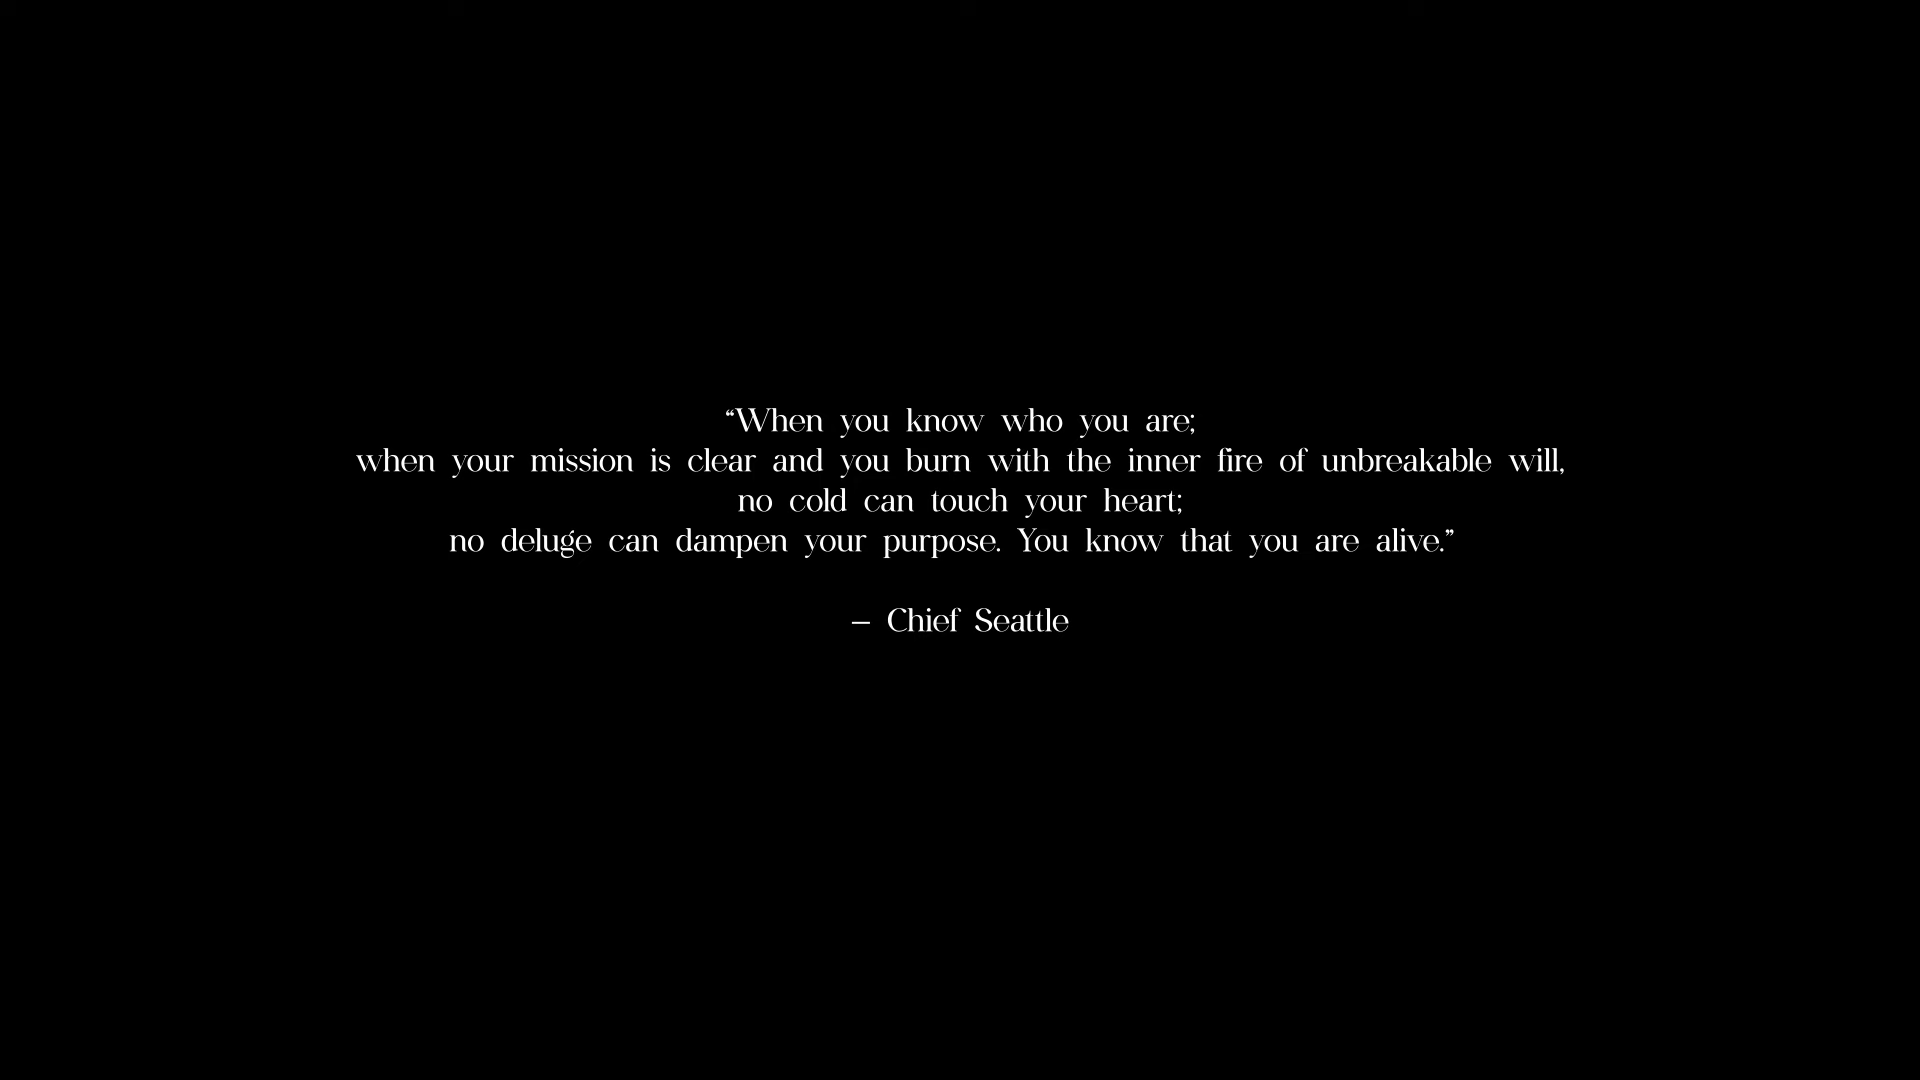 “When you know who you are;
when your mission is clear and you burn with the inner fire of unbreakable will,
no cold can touch your heart;
no deluge can dampen your purpose. You know that you are alive.”
– Chief Seattle